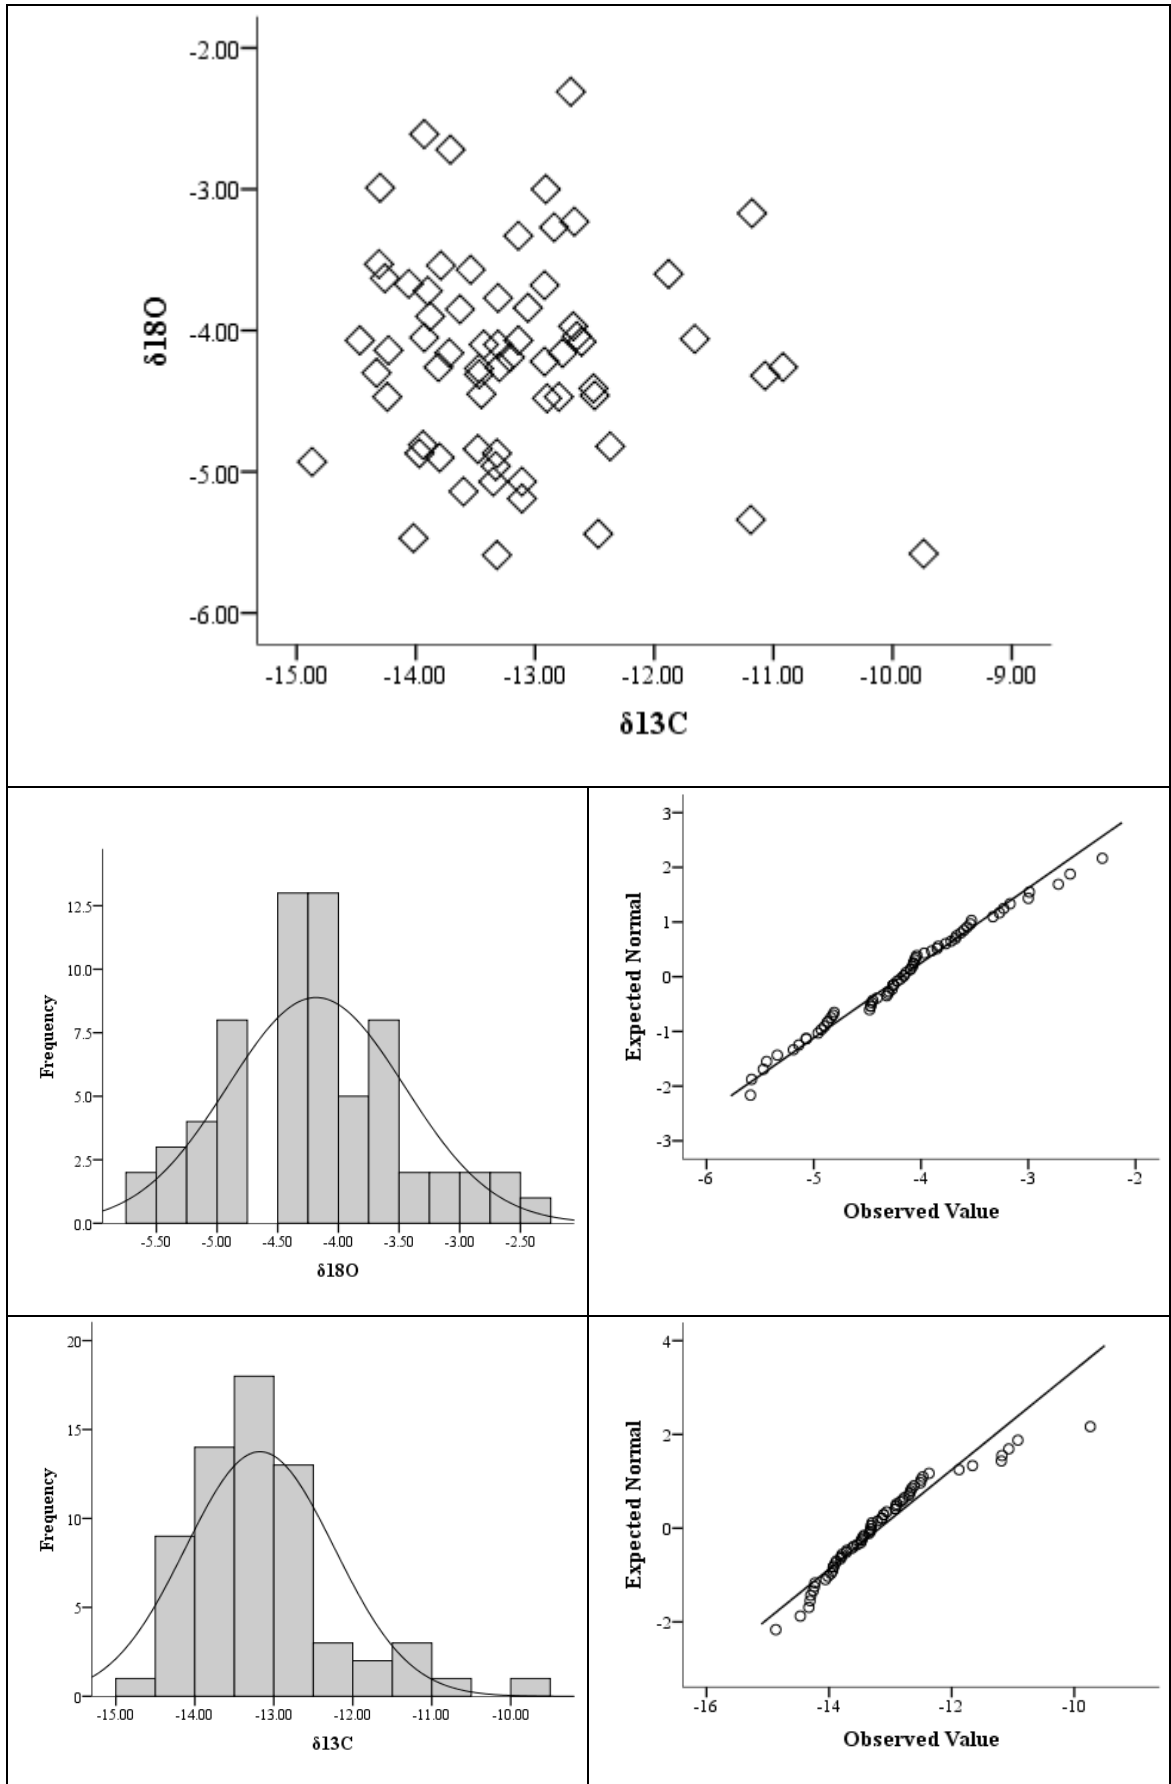 -2.00
-3.00
-4.00
-5.00
-6.00
δ18O
-15.00 -14.00 -13.00 -12.00 -11.00 -10.00 -9.00
δ13C
12.5
10.0
7.5
5.0
2.5
0.0
Frequency
-5.50 -5.00 -4.50 -4.00 -3.50 -3.00 -2.50
δ18O
3
2
1
0
-1
-2
-3
Expected Normal
-6 -5 -4 -3 -2
Observed Value
20
15
10
5
0
Frequency
-15.00 -14.00 -13.00 -12.00 -11.00 -10.00
δ13C
4
2
0
-2
Expected Normal
-16 -14 -12 -10
Observed Value